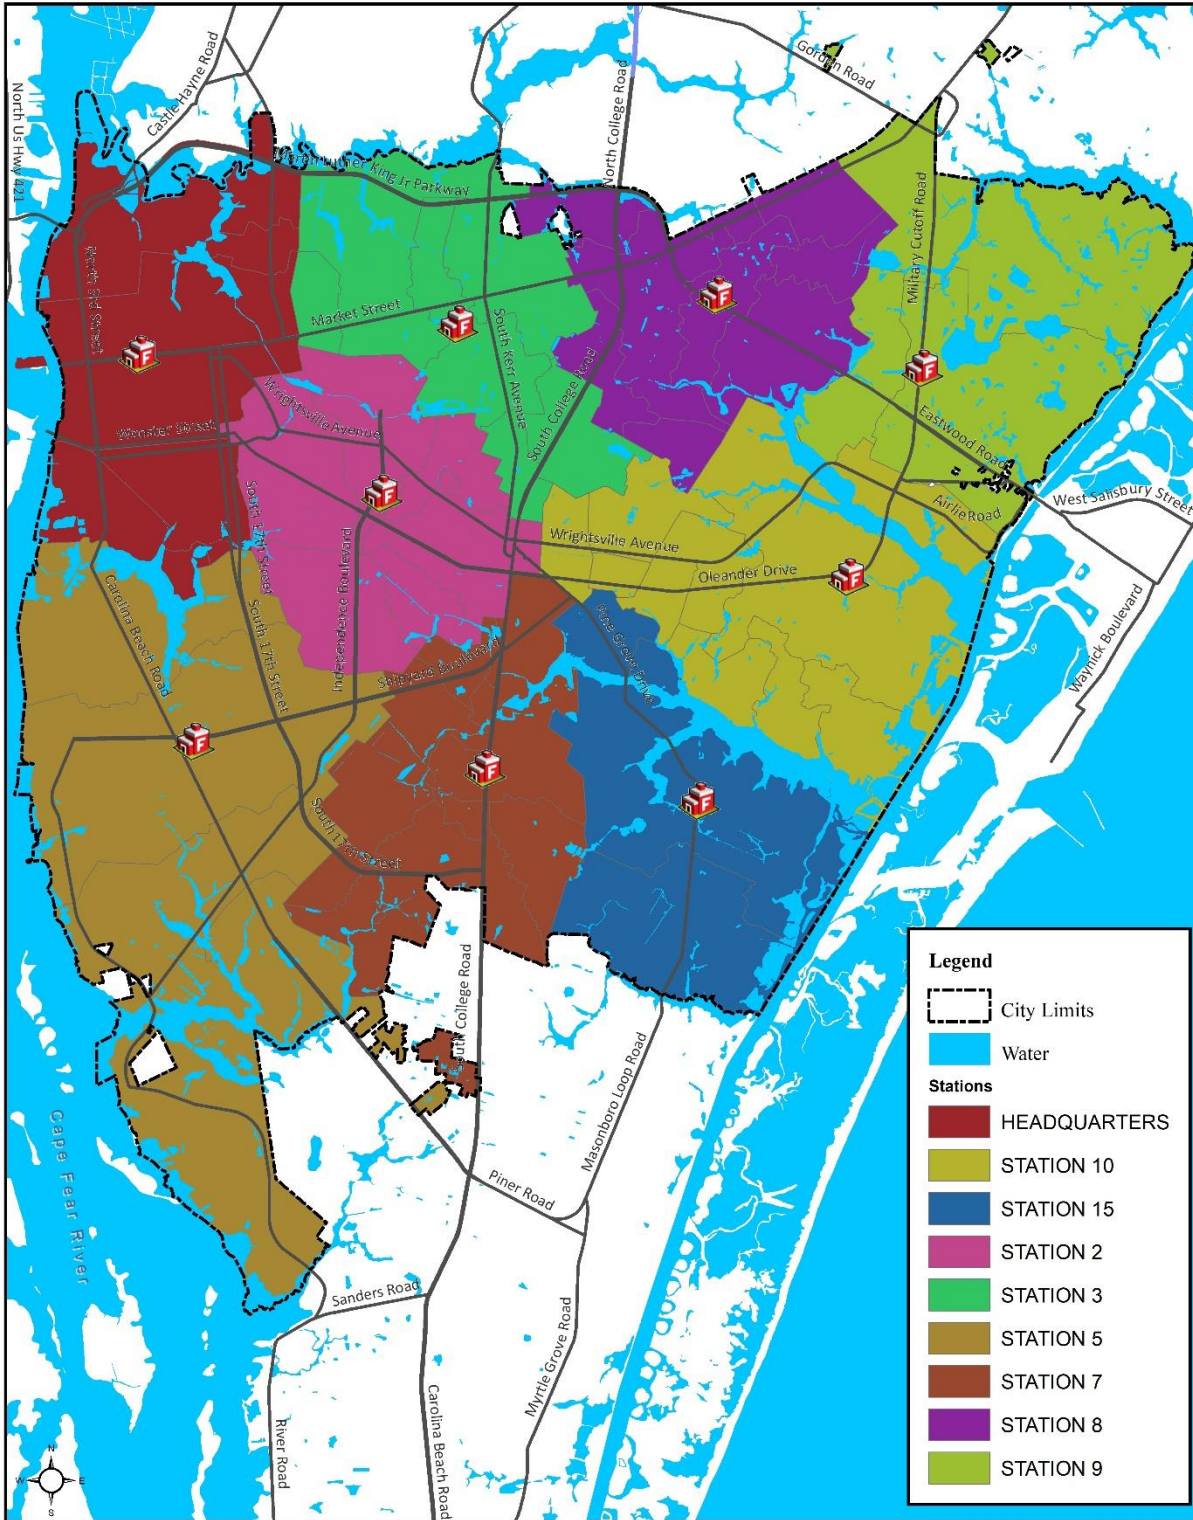 Castle Hayne Road
North Us Hwy 421
Gordon Road
North College Road
Martin Luther King Jr Parkway
Military Cutoff Road
North 3rd Street
Market Street
South Kerr Avenue
South College Road
Wrightsville Avenue
Wooster Street
Eastwood Road
West Salisbury Street
Airlie Road
South 17th Street
Independence Boulevard
Wrightsville Avenue
Oleander Drive
Carolina Beach Road
South 17th Street
Shipyard Boulevard
Pine Grove Drive
Waynick Boulevard
South 17th Street
South College Road
Masonboro Loop Road
Cape Fear River
Piner Road
Sanders Road
Myrtle Grove Road
River Road
Carolina Beach Road
F
F
F
F
F
F
F
F
F
N
W
E
S
Legend
City Limits
Water
Stations
HEADQUARTERS
STATION 10
STATION 15
STATION 2
STATION 3
STATION 5
STATION 7
STATION 8
STATION 9